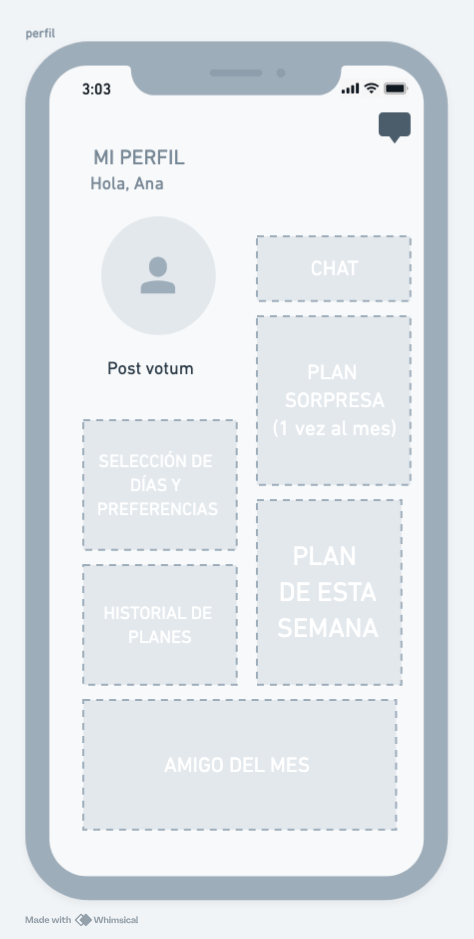 perfil
3:03
MI PERFIL
Hola, Ana
Post votum
CHAT
PLAN
SORPRESA
(1 vez al mes)
SELECCIÓN DE
DÍAS Y
PREFERENCIAS
PLAN
DE ESTA
SEMANA
HISTORIAL DE
PLANES
AMIGO DEL MES
Made with Whimsical